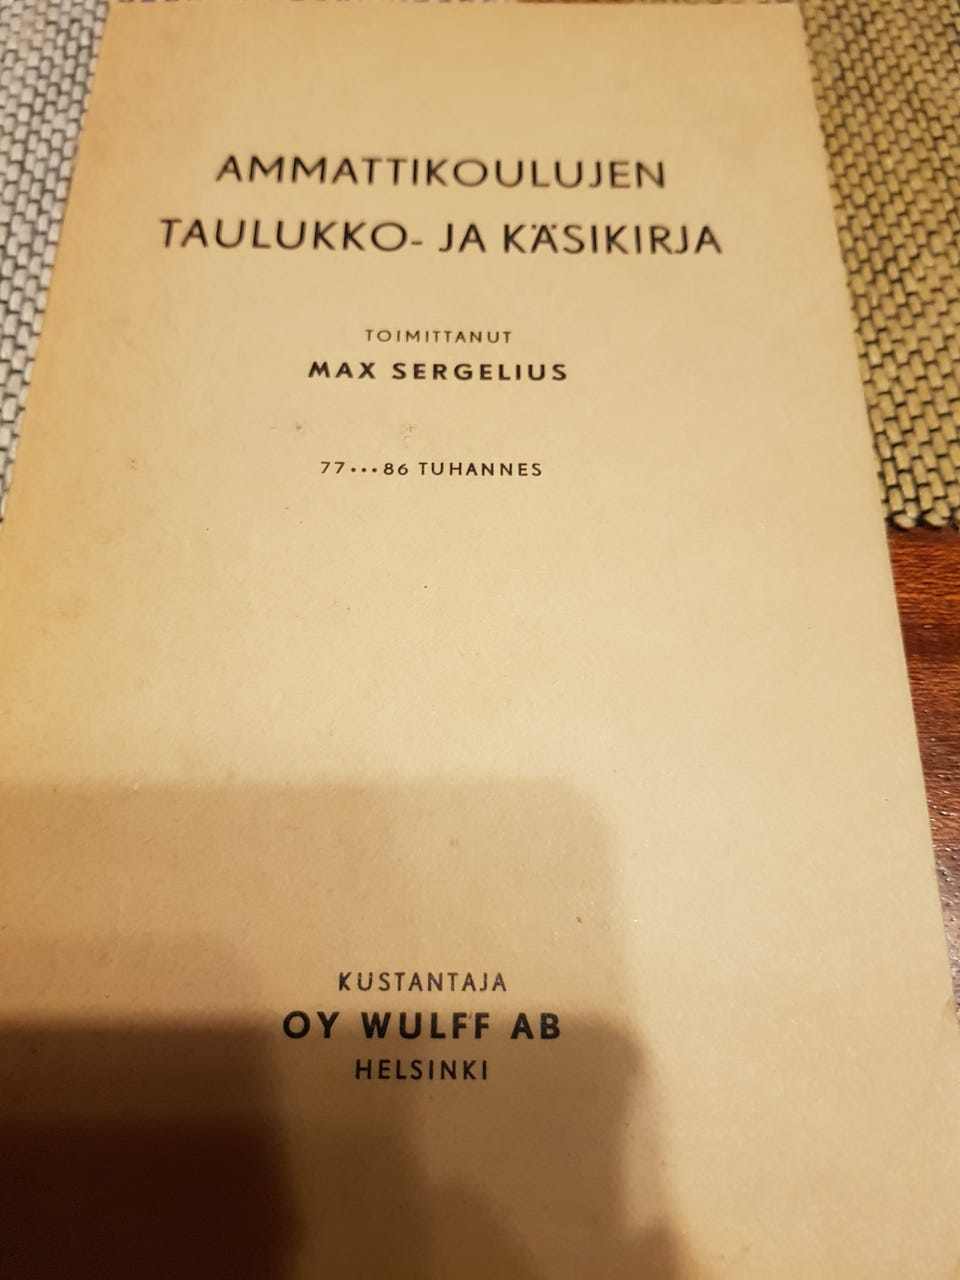 AMMATTIKOULUJEN
TAULUKKO- JA KÄSIKIRJA
TOIMITTANUT
MAX SERGELIUS
77...86 TUHANNES
KUSTANTAJA
OY WULFF AB
HELSINKI